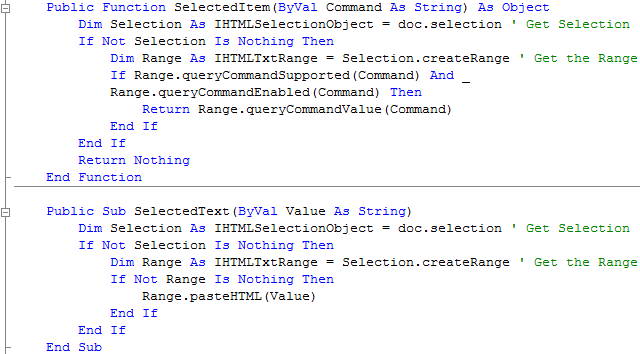 Public Function SelectedItem(ByVal Command As String) As Object
    Dim Selection As IHTMLSelectionObject = doc.selection ' Get Selection
    If Not Selection Is Nothing Then
        Dim Range As IHTMLTxtRange = Selection.createRange ' Get the Range
        If Range.queryCommandSupported(Command) And _
        Range.queryCommandEnabled(Command) Then
            Return Range.queryCommandValue(Command)
        End If
    End If
    Return Nothing
End Function
Public Sub SelectedText(ByVal Value As String)
    Dim Selection As IHTMLSelectionObject = doc.selection ' Get Selection
    If Not Selection Is Nothing Then
        Dim Range As IHTMLTxtRange = Selection.createRange ' Get the Range
        If Not Range Is Nothing Then
            Range.pasteHTML(Value)
        End If
    End If
End Sub